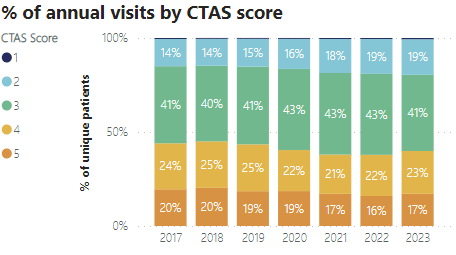 % of annual visits by CTAS score
CTAS Score
1
2
3
4
5
% of unique patients
100%
50%
0%
14% 14% 15% 16% 18% 19% 19%
41% 40% 41% 43% 43% 43% 41%
24% 25% 25% 22% 21% 22% 23%
20% 20% 19% 19% 17% 16% 17%
2017 2018 2019 2020 2021 2022 2023